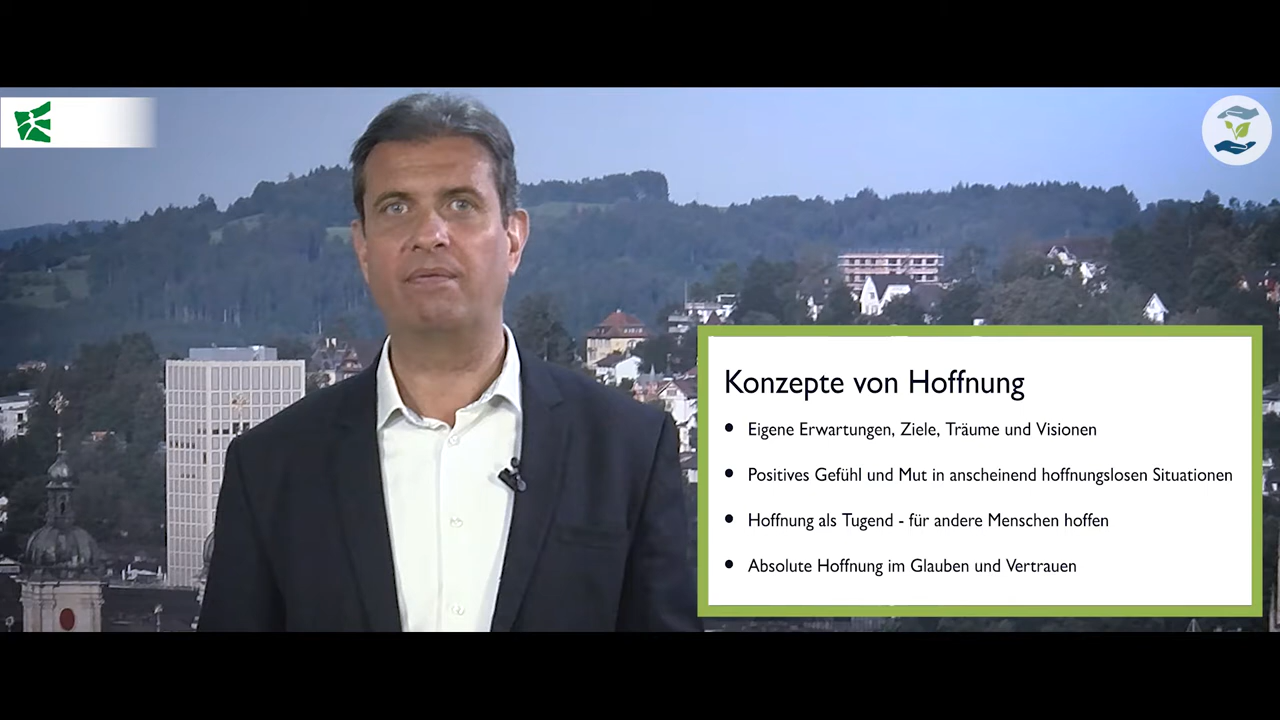 Konzepte von Hoffnung
• Eigene Erwartungen, Ziele, Träume und Visionen
• Positives Gefühl und Mut in anscheinend hoffnungslosen Situationen
• Hoffnung als Tugend - für andere Menschen hoffen
• Absolute Hoffnung im Glauben und Vertrauen